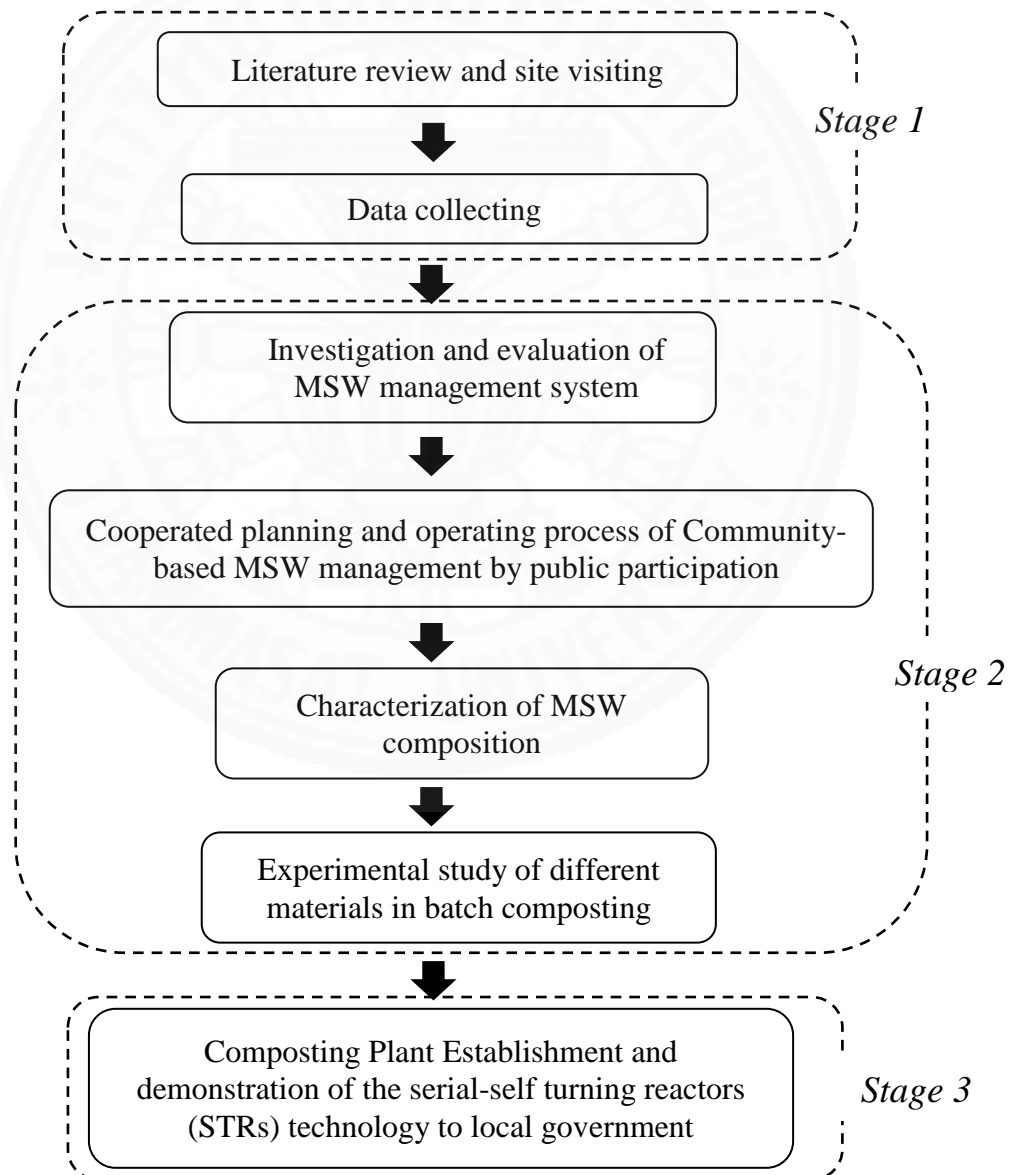 Literature review and site visiting
Stage 1
Data collecting
Investigation and evaluation of
MSW management system
Cooperated planning and operating process of Community-
based MSW management by public participation
Stage 2
Characterization of MSW
composition
Experimental study of different
materials in batch composting
Composting Plant Establishment and
demonstration of the serial-self turning reactors
(STRs) technology to local government
Stage 3